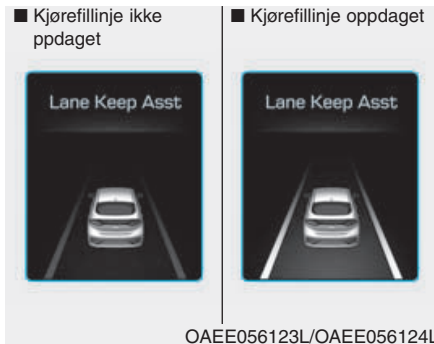 ■ Kjørefillinje ikke
ppdaget
■ Kjørefillinje oppdaget
Lane Keep Asst
Lane Keep Asst
OAEE056123L/OAEE056124L